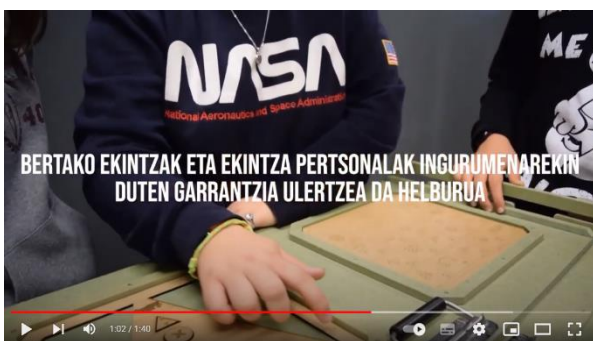 NASA
National Aeronautics and Space Administration
ME
40
BERTAKO EKINTZAK ETA EKINTZA PERTSONALAK INGURUMENAREKIN
DUTEN GARRANTZIA ULERTZEA DA HELBURUA
1:02 / 1:40